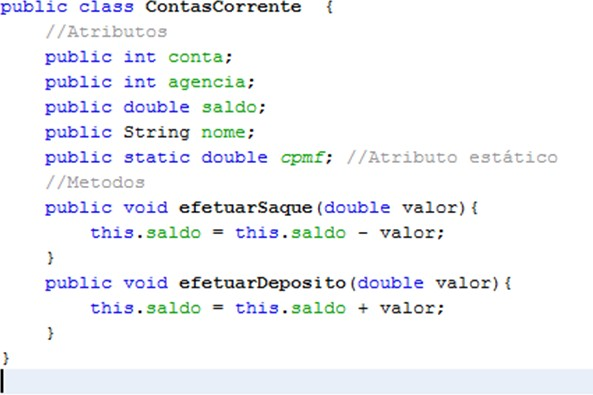 public class ContasCorrente {
//Atributos
public int conta;
public int agencia;
public double saldo;
public String nome;
public static double cpmf; //Atributo estático
//Metodos
public void efetuarSaque(double valor){
this.saldo = this.saldo - valor;
}
public void efetuarDeposito(double valor){
this.saldo = this.saldo + valor;
}
}